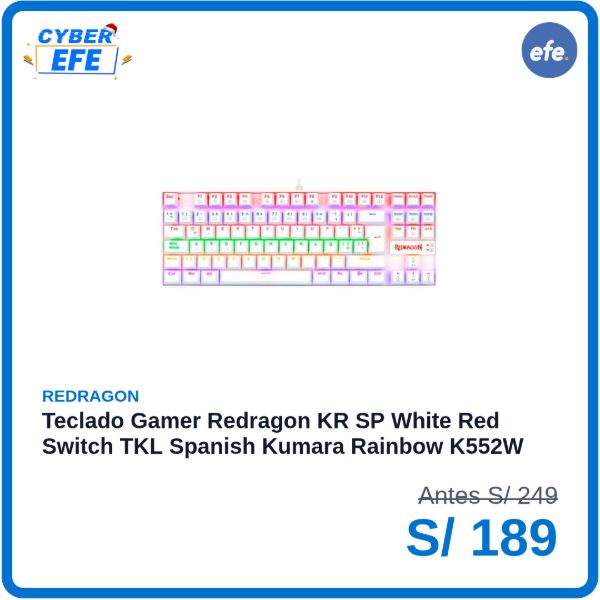 CYBER
EFE
efe.
REDRAGON
REDRAGON
Teclado Gamer Redragon KR SP White Red
Switch TKL Spanish Kumara Rainbow K552W
Antes S/ 249
S/ 189